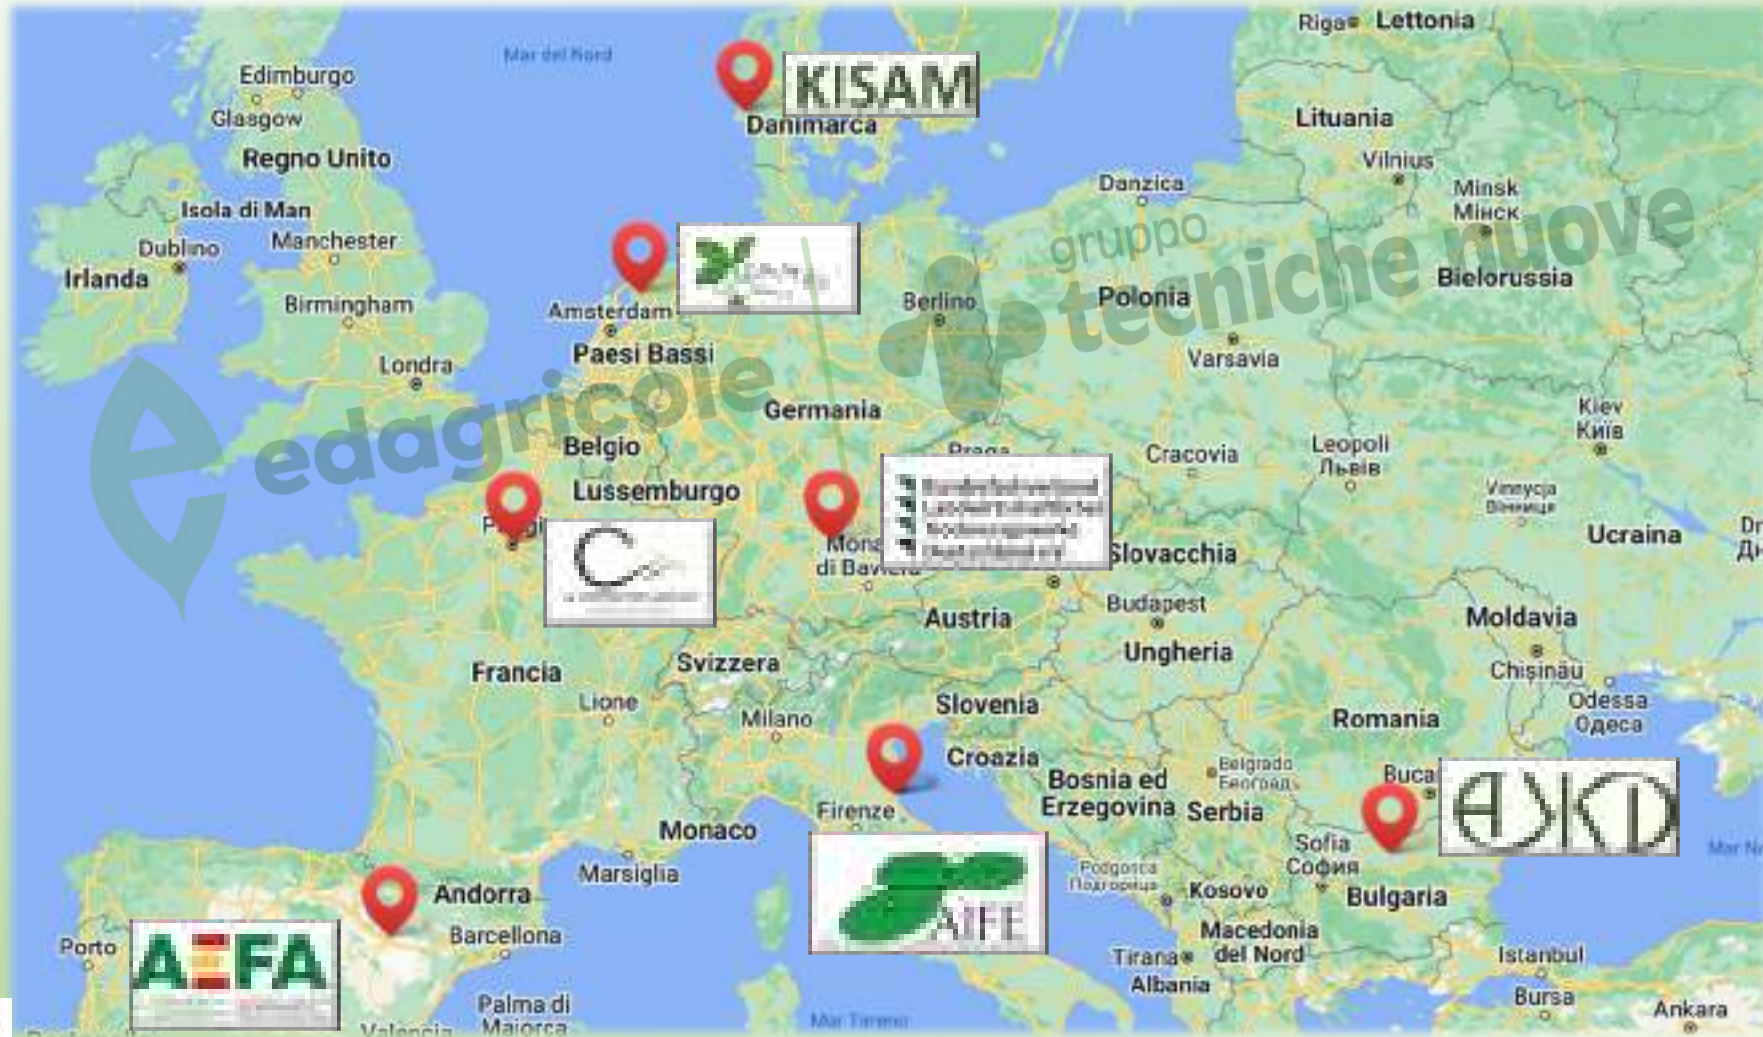 Riga Lettonia
Mar del Nord
KISAM
Edimburgo
Glasgow
Danimarca
Lituania
Regno Unito
Vilnius
Danzica
Minsk
Мінск
Isola di Man
gruppo
tecniche nuove
Dublino
Manchester
Irlanda
Bielorussia
Birmingham
Amsterdam
Berlino
Polonia
Paesi Bassi
Varsavia
Londra
edagricole
Germania
Kiev
Київ
Belgio
Praga
Cracovia
Leopoli
Львів
Lussemburgo
Vinnycja
Вінниця
Ucraina
di Baviera
Slovacchia
Austria
Budapest
Moldavia
Ungheria
Svizzera
Francia
Chișinău
Lione
Slovenia
Odessa
Одеса
Milano
Romania
Croazia
Belgrado
Београд
Bosnia ed
Erzegovina
Serbia
Firenze
Monaco
Sofia
София
Marsiglia
Podgorica
Подгорица
Kosovo
Bulgaria
Andorra
AIFE
Porto
AEFA
Barcellona
Macedonia
del Nord
Tirana
Istanbul
Albania
Palma di
Maiorca
Bursa
Ankara
Valencia
Mar Tirreno